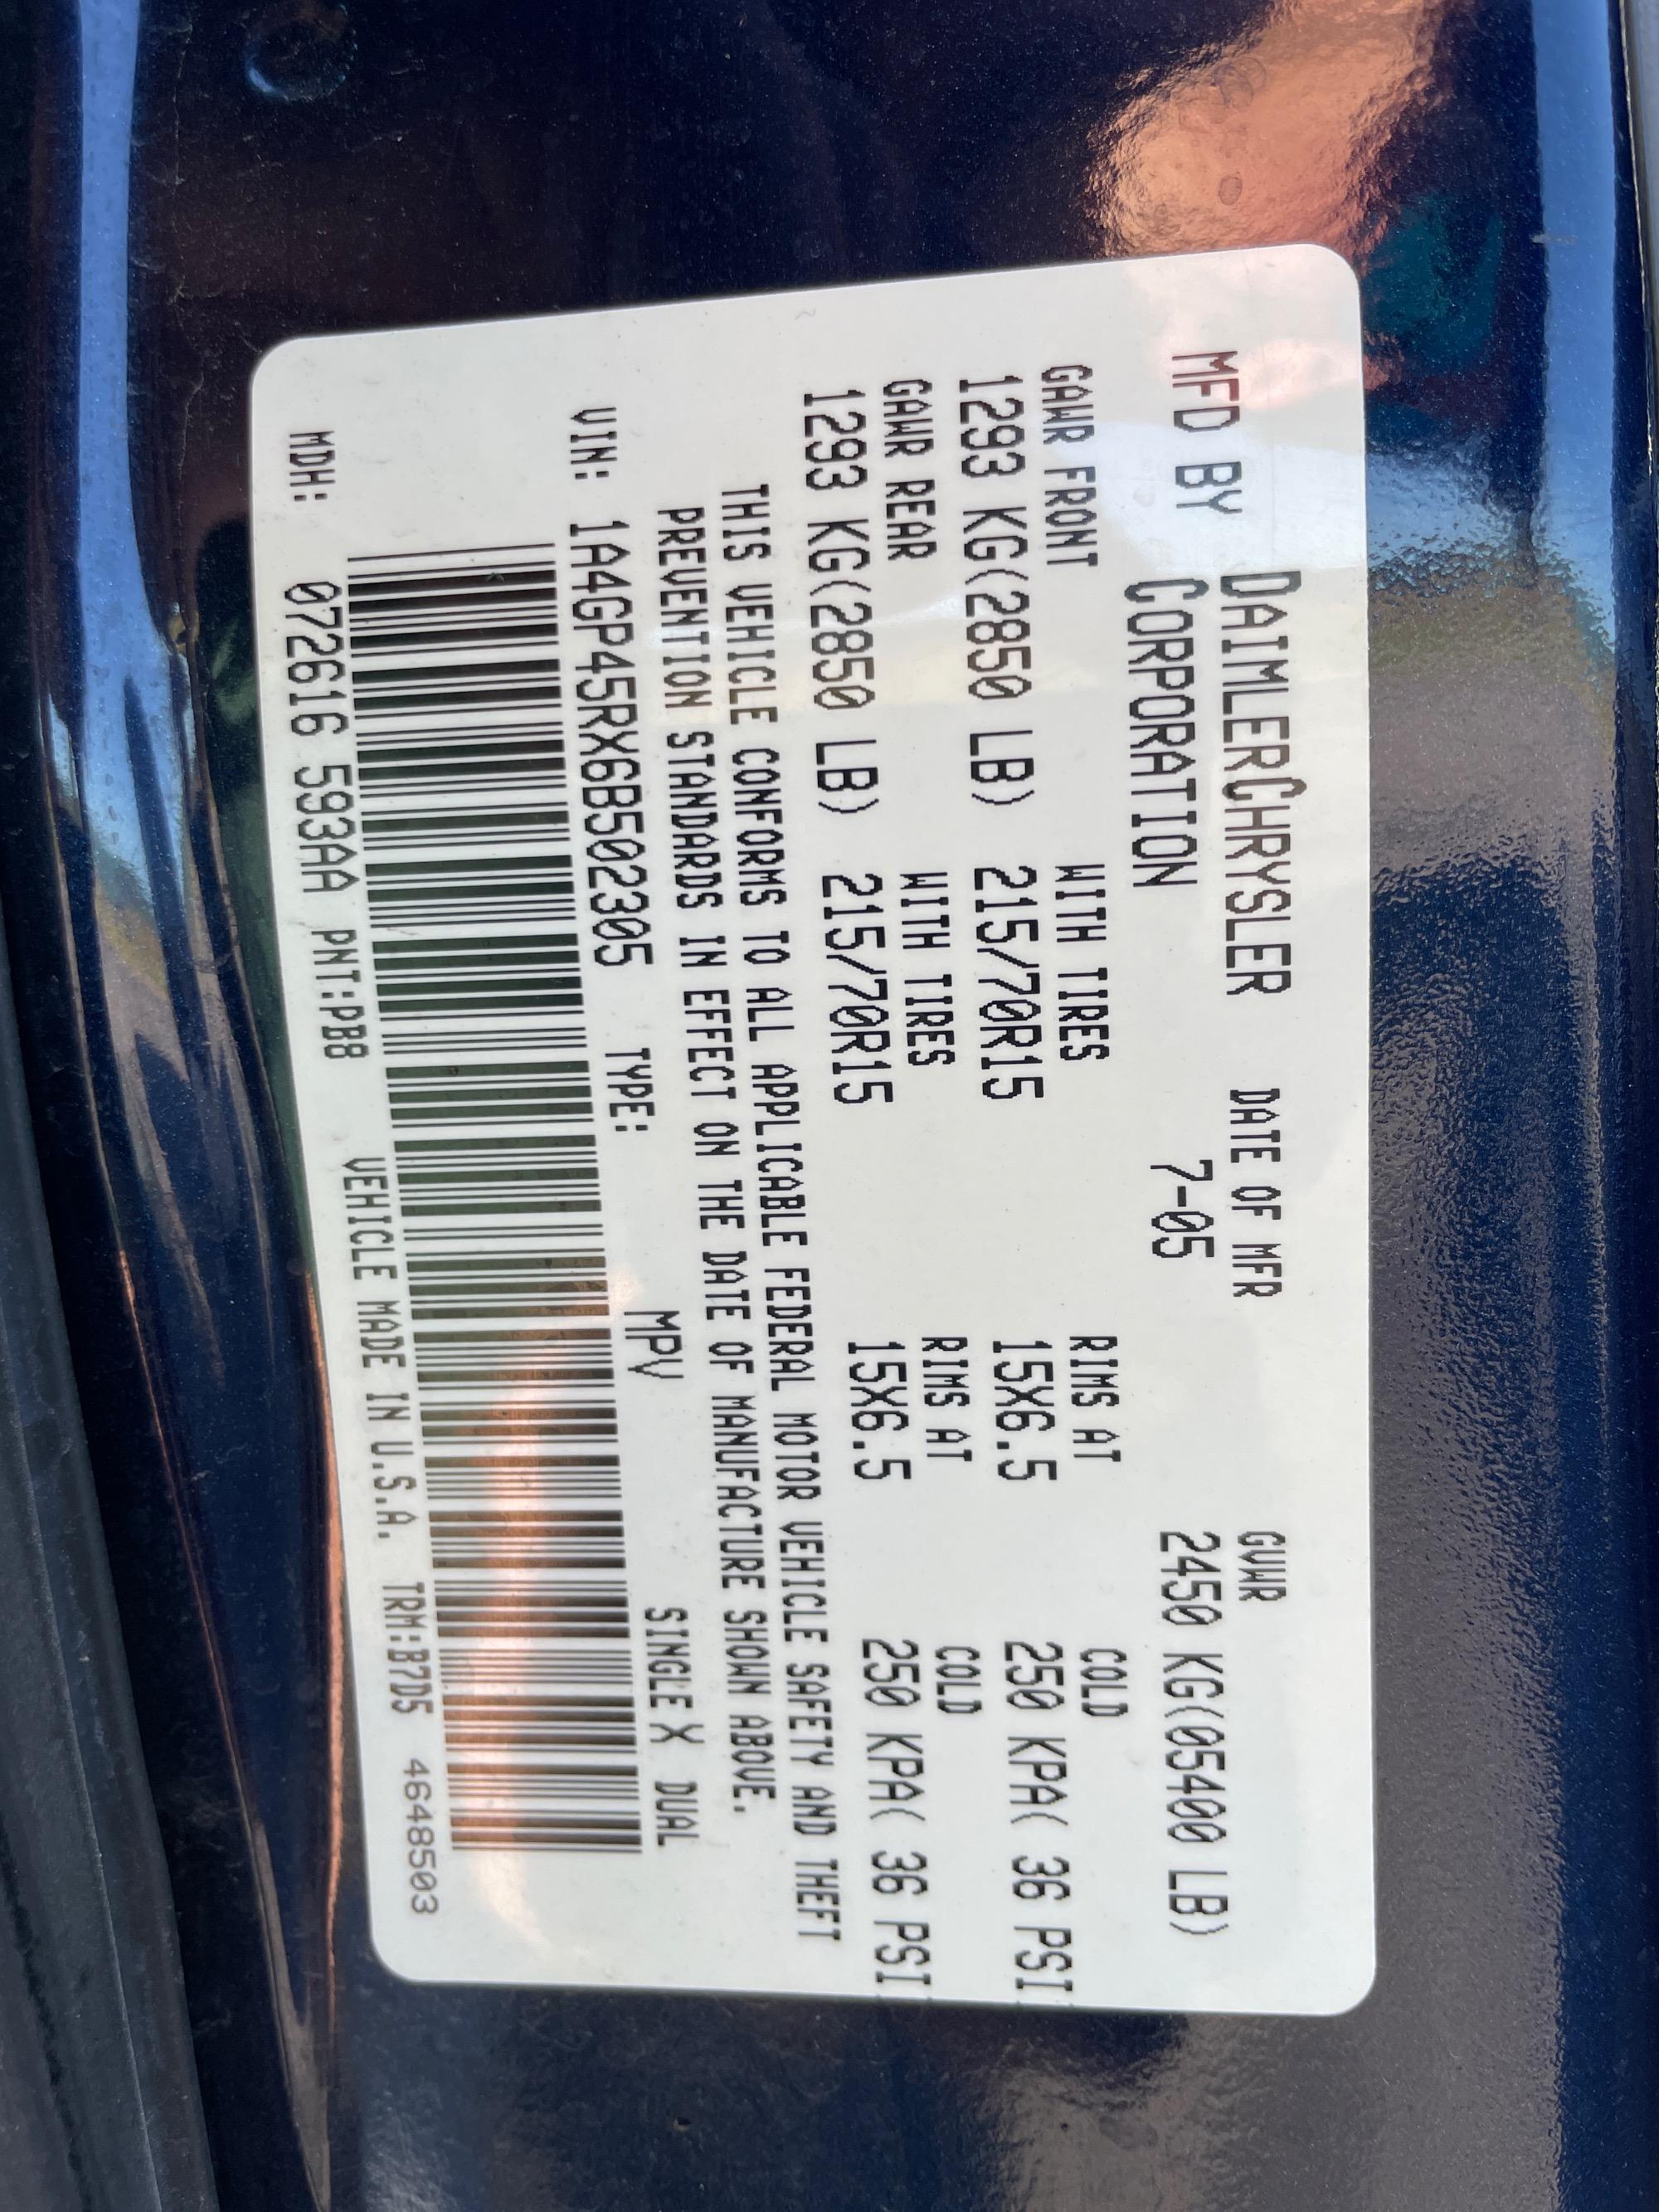 MFD BY DAIMLERCHRYSLER DATE OF MFR GVWR
CORPORATION 7-05 2450 KG(05400 LB)
GAWR FRONT WITH TIRES RIMS AT COLD
1293 KG(2850 LB) 215/70R15 15X6.5 250 KPA( 36 PSI
GAWR REAR WITH TIRES RIMS AT COLD
1293 KG(2850 LB) 215/70R15 15X6.5 250 KPA( 36 PSI
THIS VEHICLE CONFORMS TO ALL APPLICABLE FEDERAL MOTOR VEHICLE SAFETY AND THEFT
PREVENTION STANDARDS IN EFFECT ON THE DATE OF MANUFACTURE SHOWN ABOVE.
VIN: 1A4GP45RX6B502305 TYPE: MPV SINGLE X DUAL
MDH: 072616 593AA PNT:PB8 VEHICLE MADE IN U.S.A. TRM:B7D5 4648503